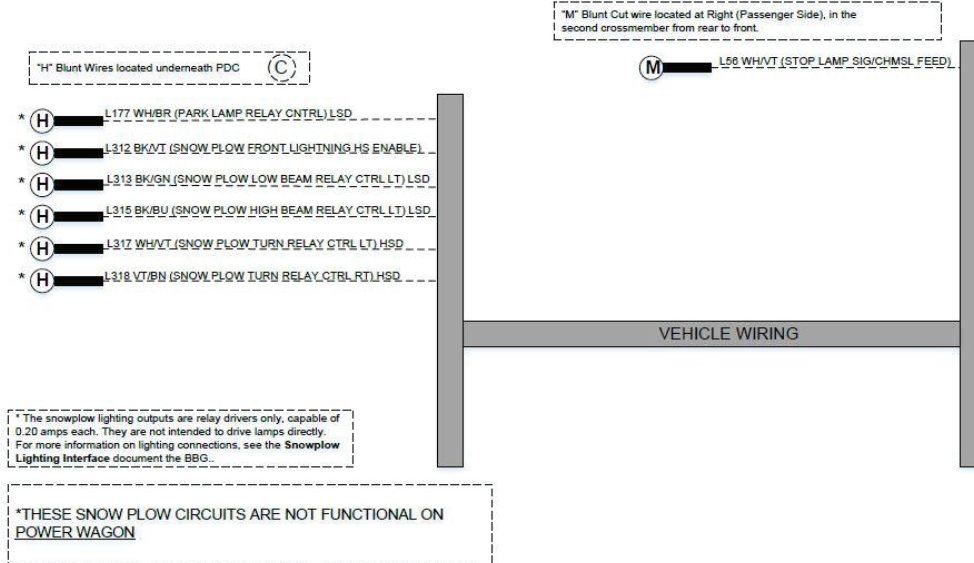 "M" Blunt Cut wire located at Right (Passenger Side), in the
second crossmember from rear to front.
"H" Blunt Wires located underneath PDC
C
M
L56 WH/VT (STOP LAMP SIG/CHMSL FEED)
* H L177 WH/BR (PARK LAMP RELAY CNTRL) LSD
* H L312 BK/VT (SNOW PLOW FRONT LIGHTNING HS ENABLE)
* H L313 BK/GN (SNOW PLOW LOW BEAM RELAY CTRL LT) LSD
* H L315 BK/BU (SNOW PLOW HIGH BEAM RELAY CTRL LT) LSD
* H L317 WH/VT (SNOW PLOW TURN RELAY CTRL LT) HSD
* H L318 VT/BN (SNOW PLOW TURN RELAY CTRL RT) HSD
VEHICLE WIRING
* The snowplow lighting outputs are relay drivers only, capable of
0.20 amps each. They are not intended to drive lamps directly.
For more information on lighting connections, see the Snowplow
Lighting Interface document the BBG..
*THESE SNOW PLOW CIRCUITS ARE NOT FUNCTIONAL ON
POWER WAGON